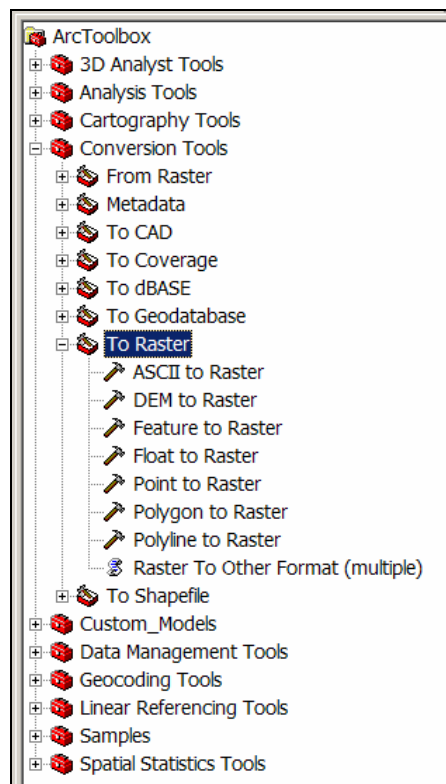 ArcToolbox
3D Analyst Tools
Analysis Tools
Cartography Tools
Conversion Tools
From Raster
Metadata
To CAD
To Coverage
To dBASE
To Geodatabase
To Raster
ASCII to Raster
DEM to Raster
Feature to Raster
Float to Raster
Point to Raster
Polygon to Raster
Polyline to Raster
Raster To Other Format (multiple)
To Shapefile
Custom_Models
Data Management Tools
Geocoding Tools
Linear Referencing Tools
Samples
Spatial Statistics Tools